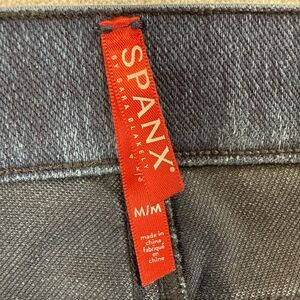 SPANX®
BY SARA BLAKELY
M/M
made in
china
fabriqué
en
chine